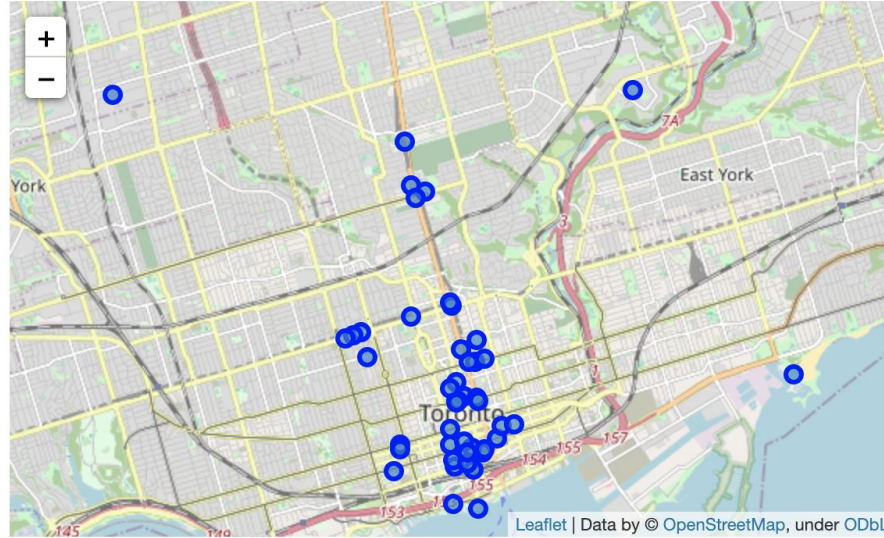 +
−
7A
York
East York
3
1
Toronto
157
155
154
155
153
145
149
Leaflet | Data by © OpenStreetMap, under ODbL